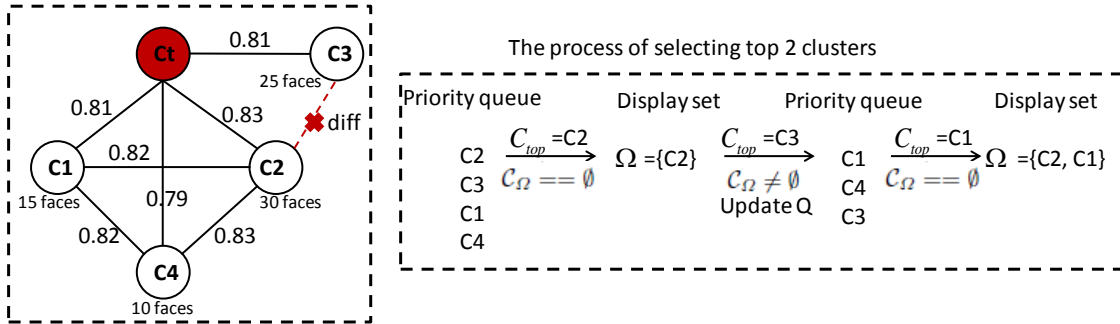 Ct
0.81
C3
25 faces
0.81
0.83
diff
C1
0.82
C2
15 faces
0.79
30 faces
0.82
0.83
C4
10 faces
The process of selecting top 2 clusters
Priority queue
Display set
Priority queue
Display set
C2
C3
C1
C4
C_top =C2
𝒞_Ω == ∅
Ω ={C2}
C_top =C3
𝒞_Ω ≠ ∅
Update Q
C1
C4
C3
C_top =C1
𝒞_Ω == ∅
Ω ={C2, C1}